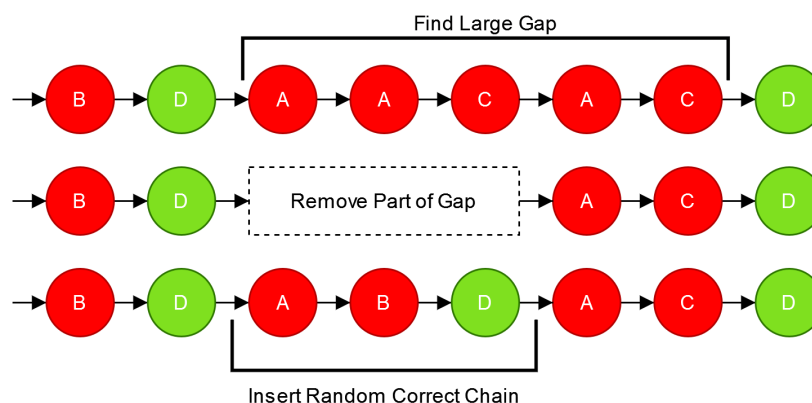 Find Large Gap
B D A A C A C D
B D Remove Part of Gap A C D
B D A B D A C D
Insert Random Correct Chain